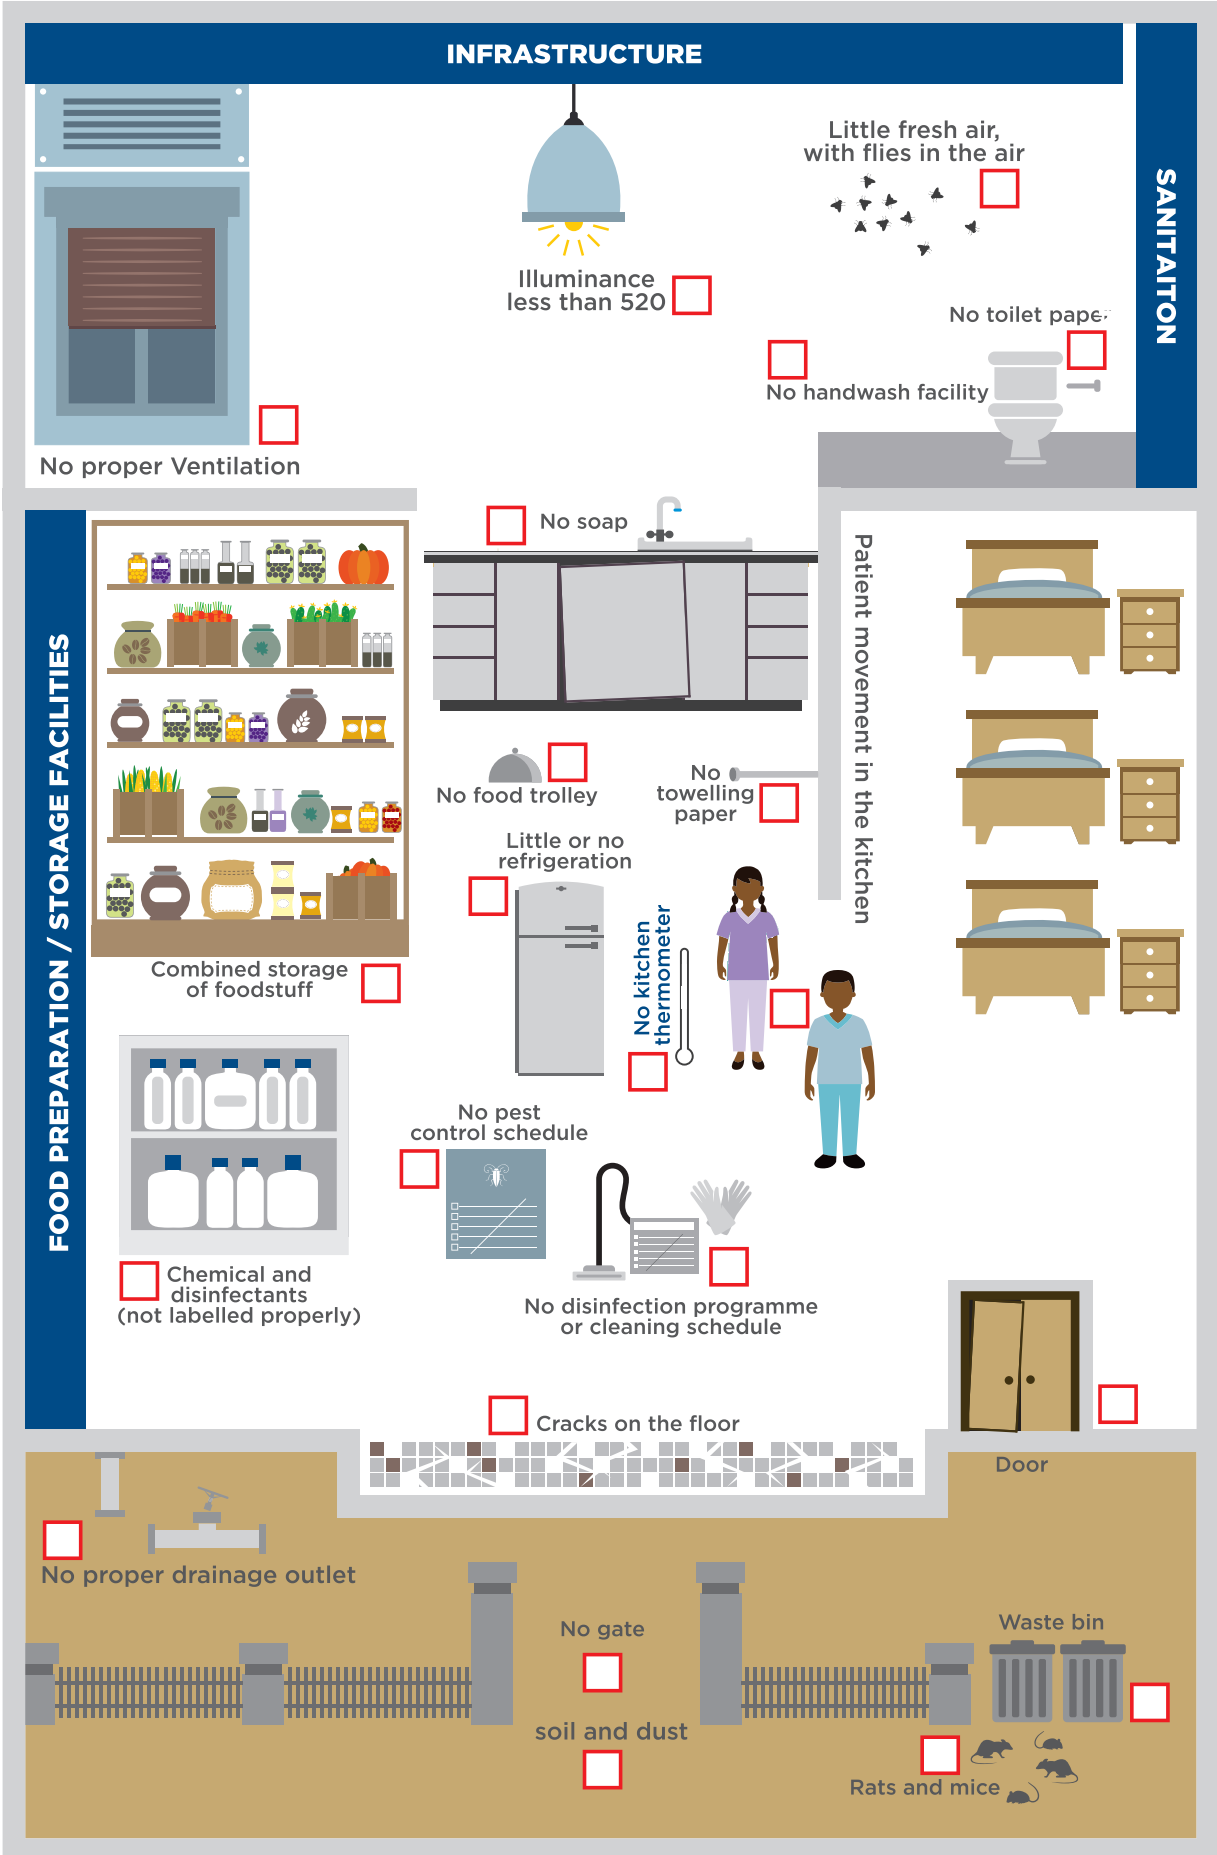 INFRASTRUCTURE
SANITAITON
Little fresh air,
with flies in the air
Illuminance
less than 520
No toilet paper
No handwash facility
No proper Ventilation
FOOD PREPARATION / STORAGE FACILITIES
No soap
Patient movement in the kitchen
No food trolley
No
towelling
paper
Little or no
refrigeration
No kitchen
thermometer
Combined storage
of foodstuff
No pest
control schedule
Chemical and
disinfectants
(not labelled properly)
No disinfection programme
or cleaning schedule
Cracks on the floor
Door
No proper drainage outlet
No gate
Waste bin
soil and dust
Rats and mice